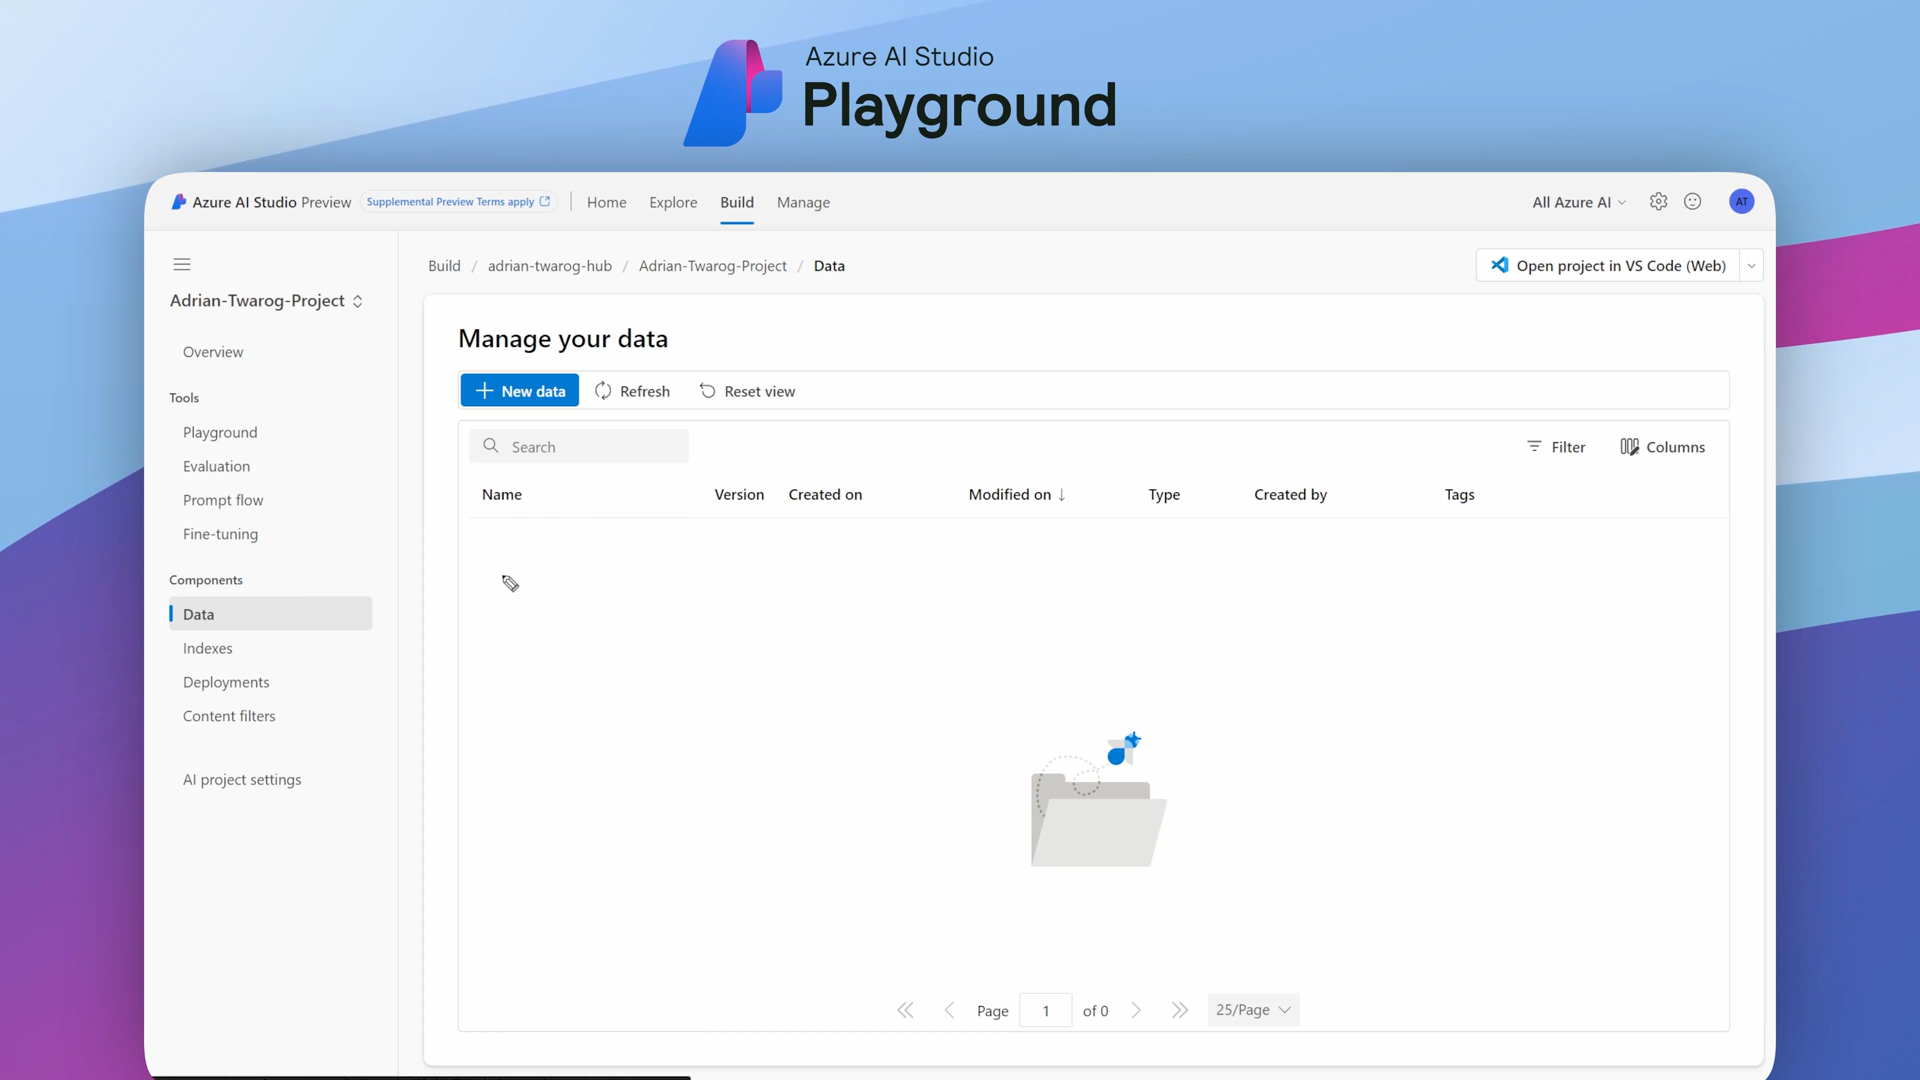 Azure AI Studio
Playground
Azure AI Studio Preview Supplemental Preview Terms apply Home Explore Build Manage All Azure AI AT
Build / adrian-twarog-hub / Adrian-Twarog-Project / Data Open project in VS Code (Web)
Adrian-Twarog-Project
Overview
Tools
Playground
Evaluation
Prompt flow
Fine-tuning
Components
Data
Indexes
Deployments
Content filters
AI project settings
Manage your data
New data Refresh Reset view
Search Filter Columns
Name Version Created on Modified on Type Created by Tags
Page 1 of 0 25/Page